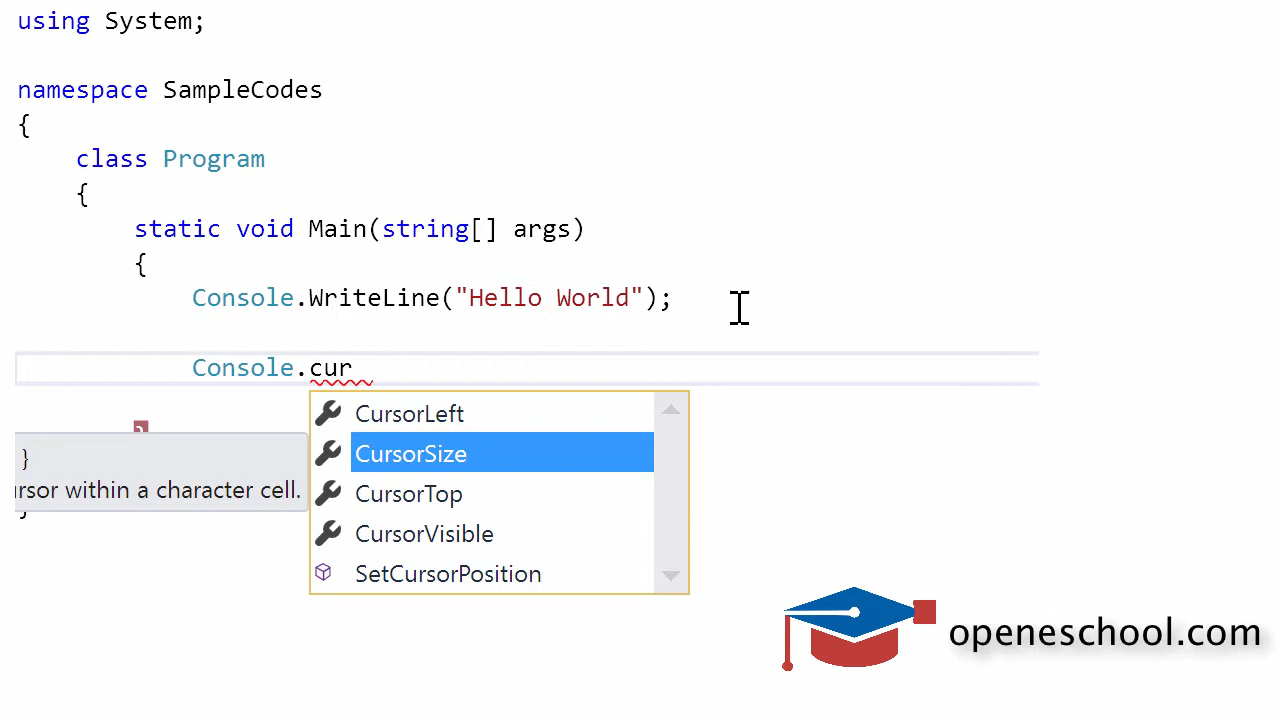 using System;
namespace SampleCodes
{
class Program
{
static void Main(string[] args)
{
Console.WriteLine("Hello World");
Console.cur
CursorLeft
CursorSize
CursorTop
CursorVisible
SetCursorPosition
}
within a character cell.
openeschool.com